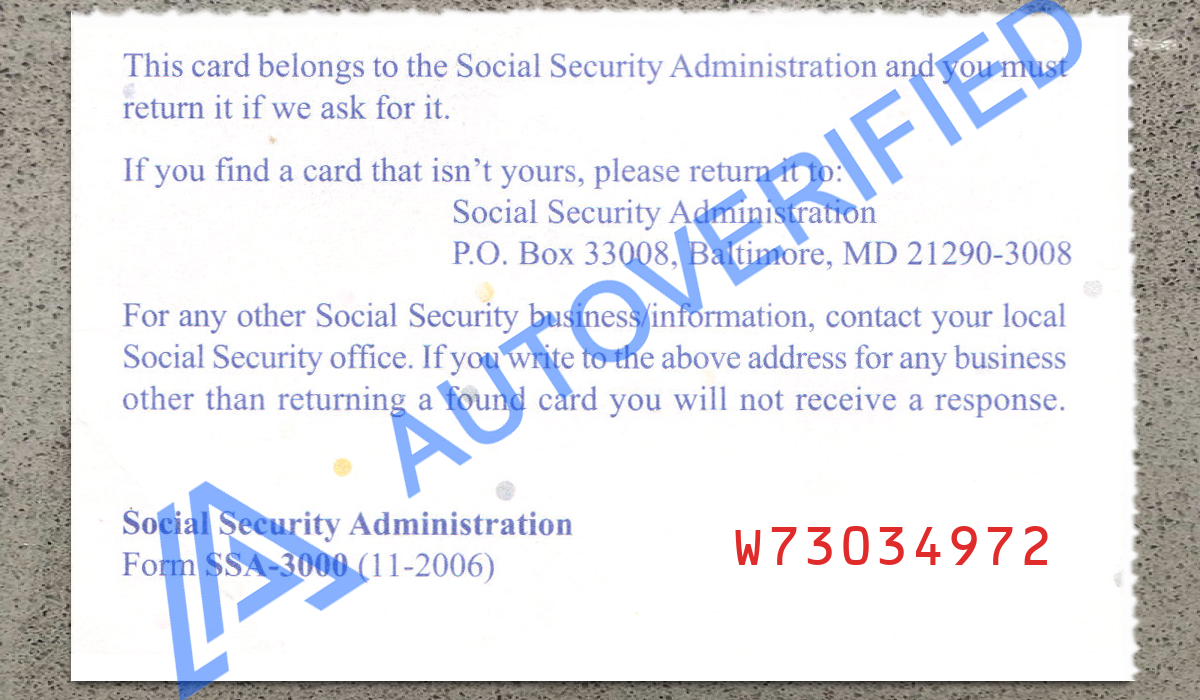 This card belongs to the Social Security Administration and you must
return it if we ask for it.
If you find a card that isn't yours, please return it to:
Social Security Administration
P.O. Box 33008, Baltimore, MD 21290-3008
For any other Social Security business/information, contact your local
Social Security office. If you write to the above address for any business
other than returning a found card you will not receive a response.
Social Security Administration
Form SSA-3000 (11-2006)
W73034972
AUTOVERIFIED